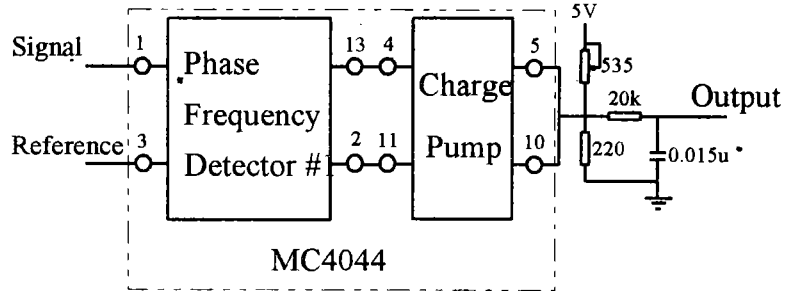 5V
Signal
1
Phase
13
4
5
535
Charge
20k
Output
Frequency
Reference
3
Detector #1
2
11
Pump
10
220
0.015u
MC4044